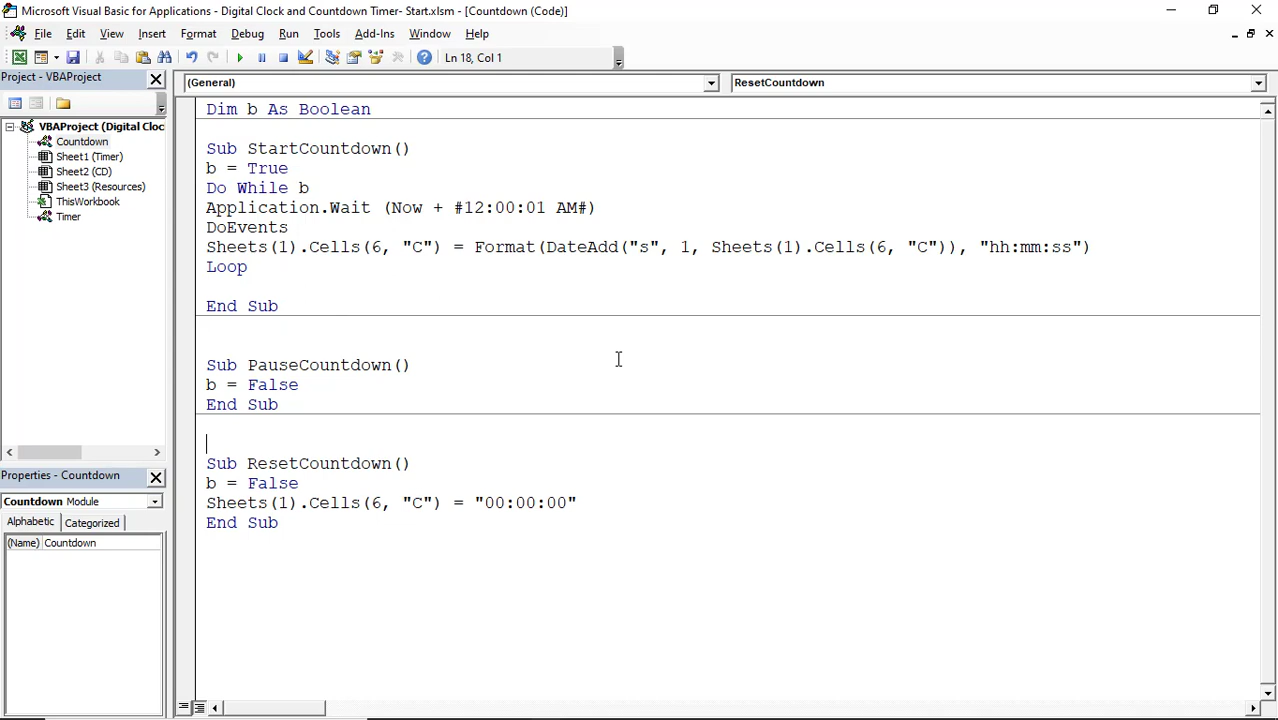 Microsoft Visual Basic for Applications - Digital Clock and Countdown Timer- Start.xlsm - [Countdown (Code)]
File Edit View Insert Format Debug Run Tools Add-Ins Window Help
Ln 18, Col 1
Project - VBAProject
(General)
ResetCountdown
VBAProject (Digital Cloc
Countdown
Sheet1 (Timer)
Sheet2 (CD)
Sheet3 (Resources)
ThisWorkbook
Timer
Dim b As Boolean
Sub StartCountdown()
b = True
Do While b
Application.Wait (Now + #12:00:01 AM#)
DoEvents
Sheets(1).Cells(6, "C") = Format(DateAdd("s", 1, Sheets(1).Cells(6, "C")), "hh:mm:ss")
Loop
End Sub
Sub PauseCountdown()
b = False
End Sub
Sub ResetCountdown()
b = False
Sheets(1).Cells(6, "C") = "00:00:00"
End Sub
Properties - Countdown
Countdown Module
Alphabetic Categorized
(Name) Countdown